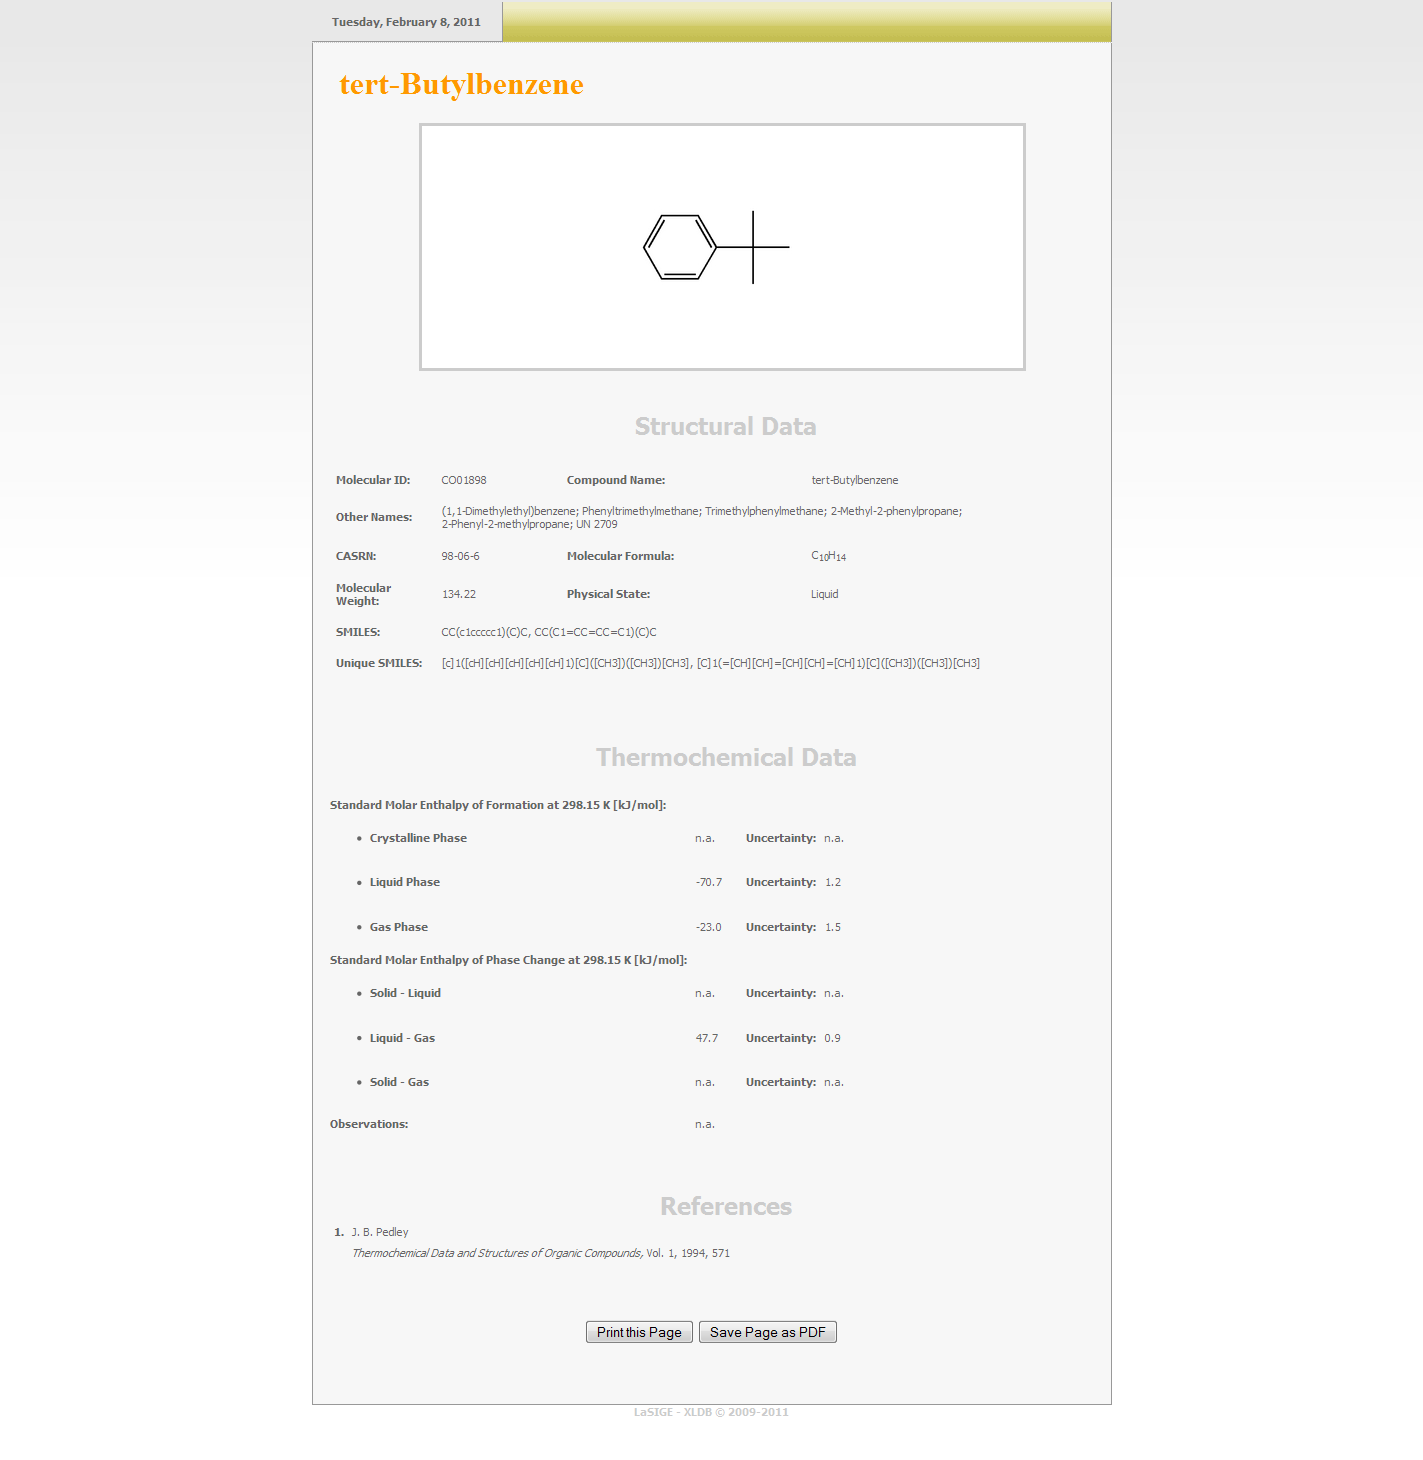 Tuesday, February 8, 2011
tert-Butylbenzene
Structural Data
Molecular ID: CO01898 Compound Name: tert-Butylbenzene
Other Names: (1,1-Dimethylethyl)benzene; Phenyltrimethylmethane; Trimethylphenylmethane; 2-Methyl-2-phenylpropane;
2-Phenyl-2-methylpropane; UN 2709
CASRN: 98-06-6 Molecular Formula: C10H14
Molecular
Weight: 134.22 Physical State: Liquid
SMILES: CC(c1ccccc1)(C)C, CC(C1=CC=CC=C1)(C)C
Unique SMILES: [c]1([cH][cH][cH][cH][cH]1)[C]([CH3])([CH3])[CH3], [C]1(=[CH][CH]=[CH][CH]=[CH]1)[C]([CH3])([CH3])[CH3]
Thermochemical Data
Standard Molar Enthalpy of Formation at 298.15 K [kJ/mol]:
• Crystalline Phase n.a. Uncertainty: n.a.
• Liquid Phase -70.7 Uncertainty: 1.2
• Gas Phase -23.0 Uncertainty: 1.5
Standard Molar Enthalpy of Phase Change at 298.15 K [kJ/mol]:
• Solid - Liquid n.a. Uncertainty: n.a.
• Liquid - Gas 47.7 Uncertainty: 0.9
• Solid - Gas n.a. Uncertainty: n.a.
Observations: n.a.
References
1. J. B. Pedley
Thermochemical Data and Structures of Organic Compounds, Vol. 1, 1994, 571
Print this Page Save Page as PDF
LaSIGE - XLDB © 2009-2011